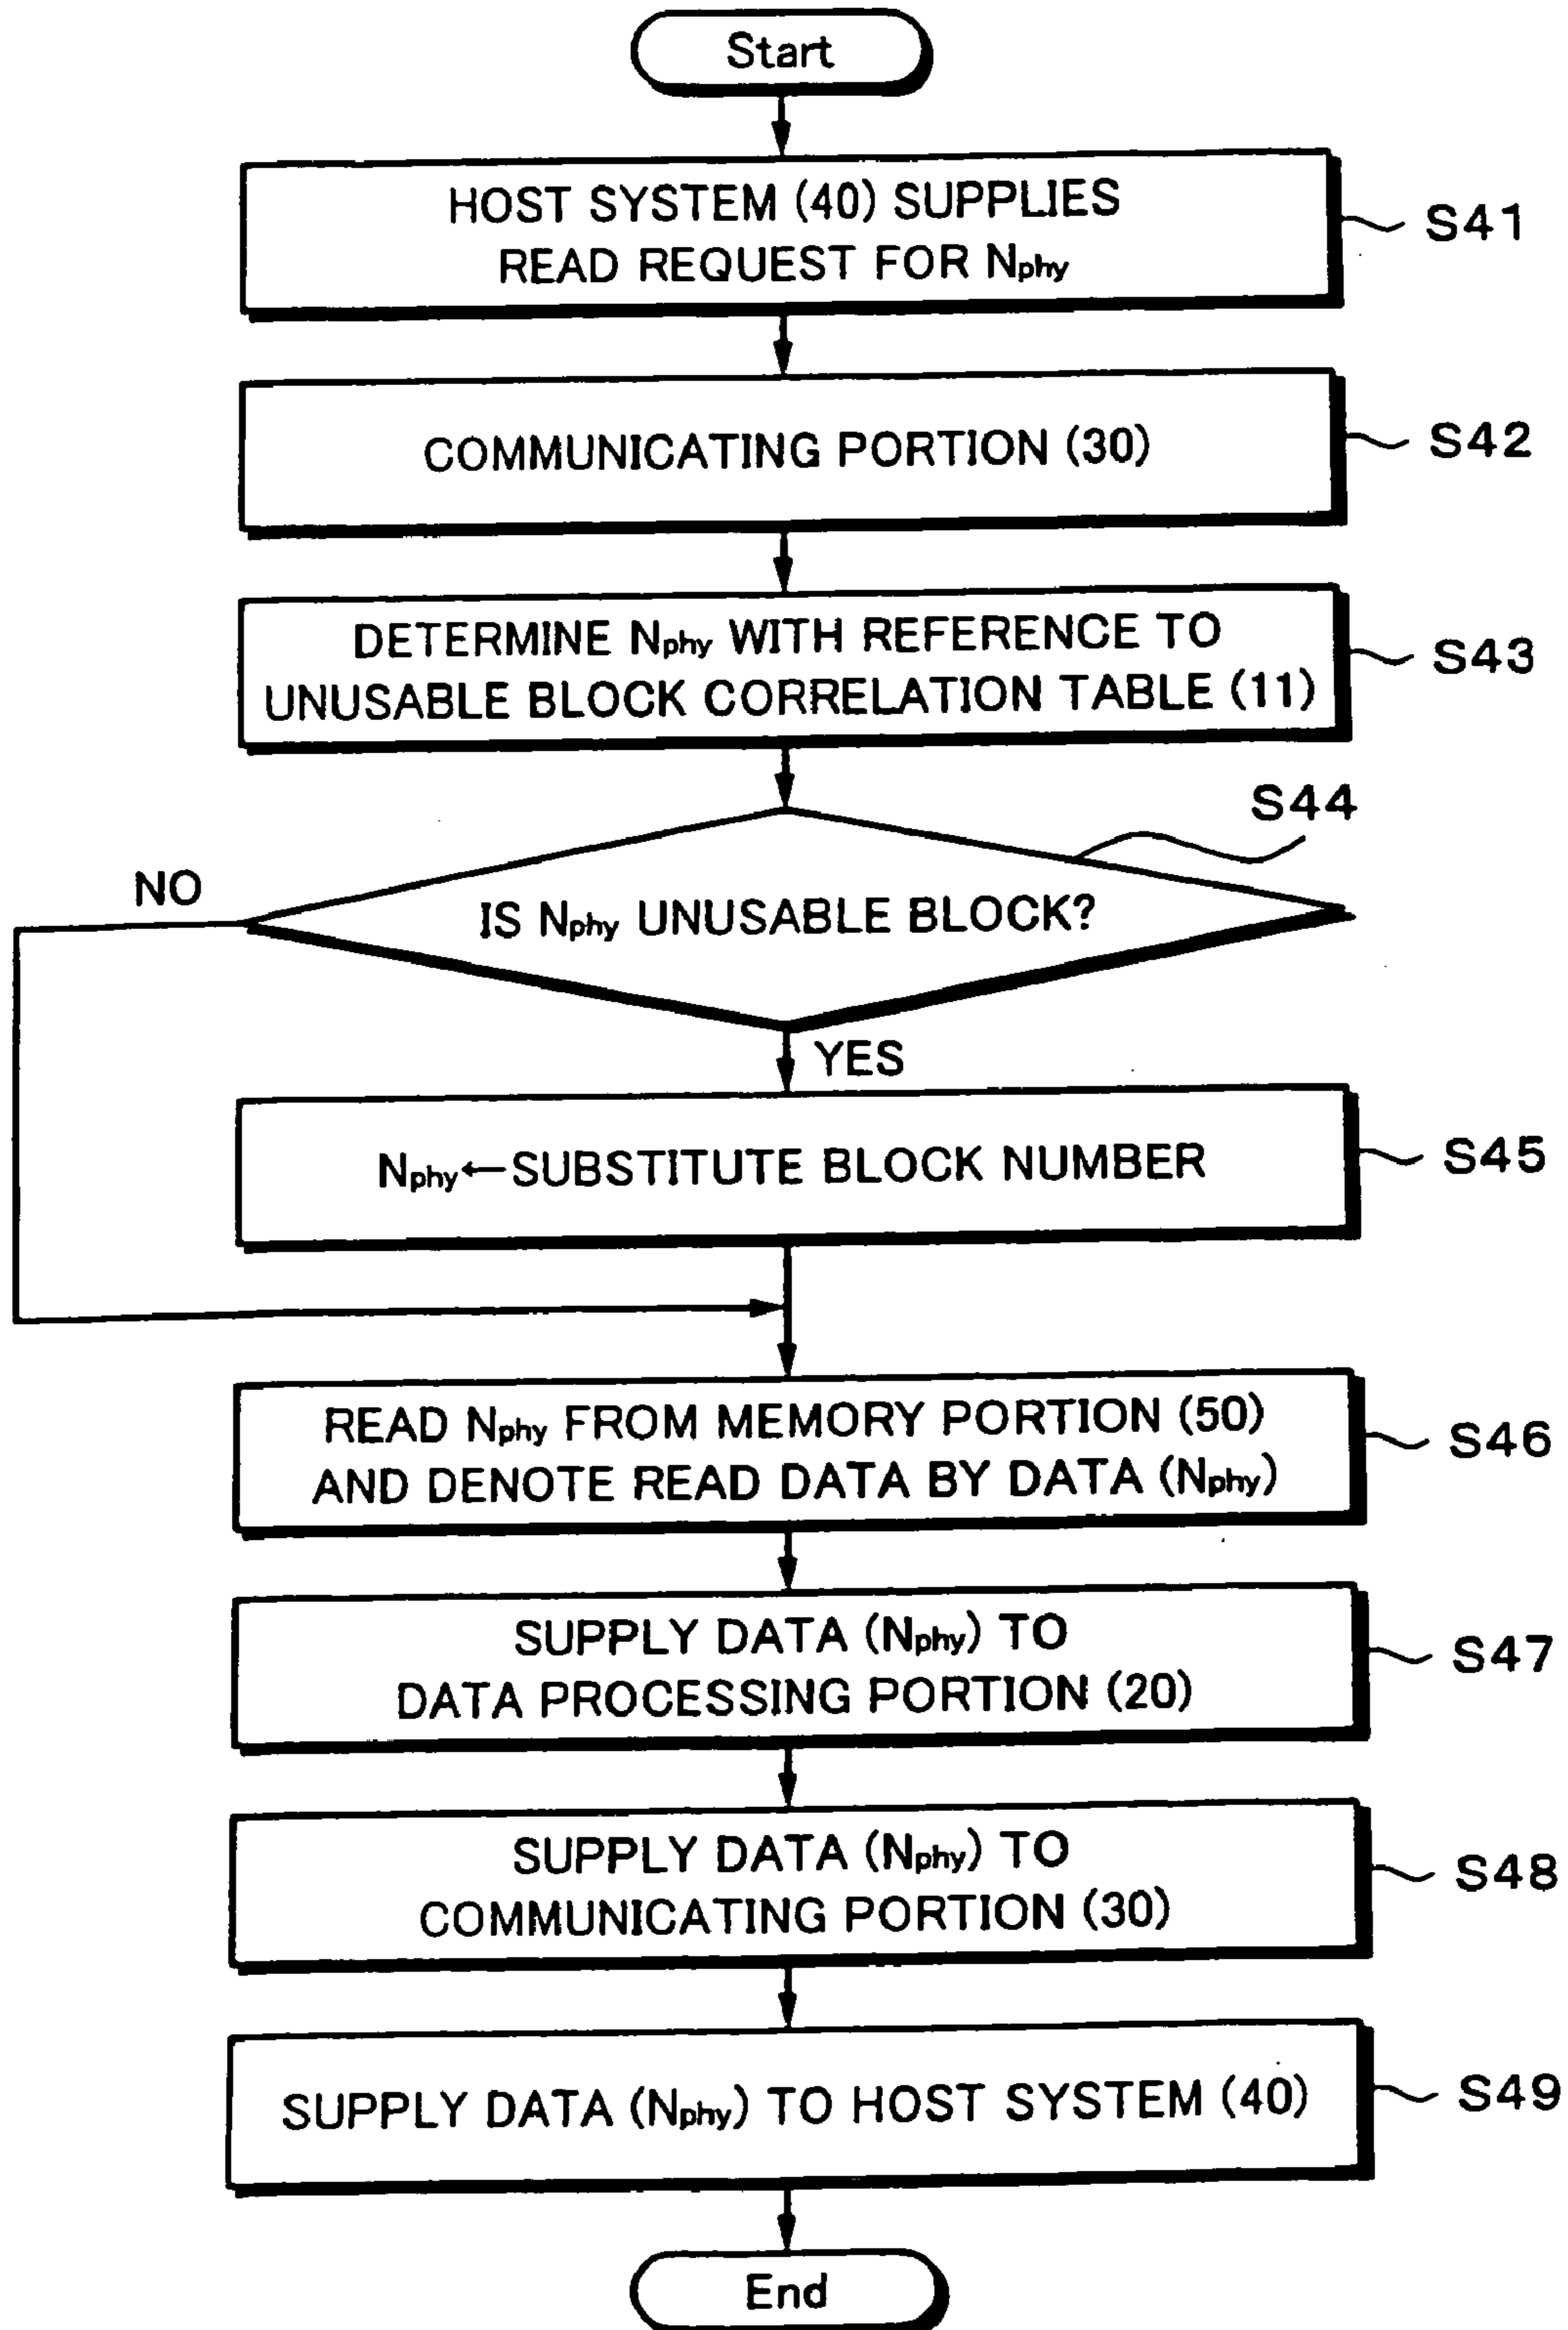 Start
HOST SYSTEM (40) SUPPLIES
READ REQUEST FOR Nphy
S41
COMMUNICATING PORTION (30)
S42
DETERMINE Nphy WITH REFERENCE TO
UNUSABLE BLOCK CORRELATION TABLE (11)
S43
S44
NO
IS Nphy UNUSABLE BLOCK?
YES
Nphy←SUBSTITUTE BLOCK NUMBER
S45
READ Nphy FROM MEMORY PORTION (50)
AND DENOTE READ DATA BY DATA (Nphy)
S46
SUPPLY DATA (Nphy) TO
DATA PROCESSING PORTION (20)
S47
SUPPLY DATA (Nphy) TO
COMMUNICATING PORTION (30)
S48
SUPPLY DATA (Nphy) TO HOST SYSTEM (40)
S49
End